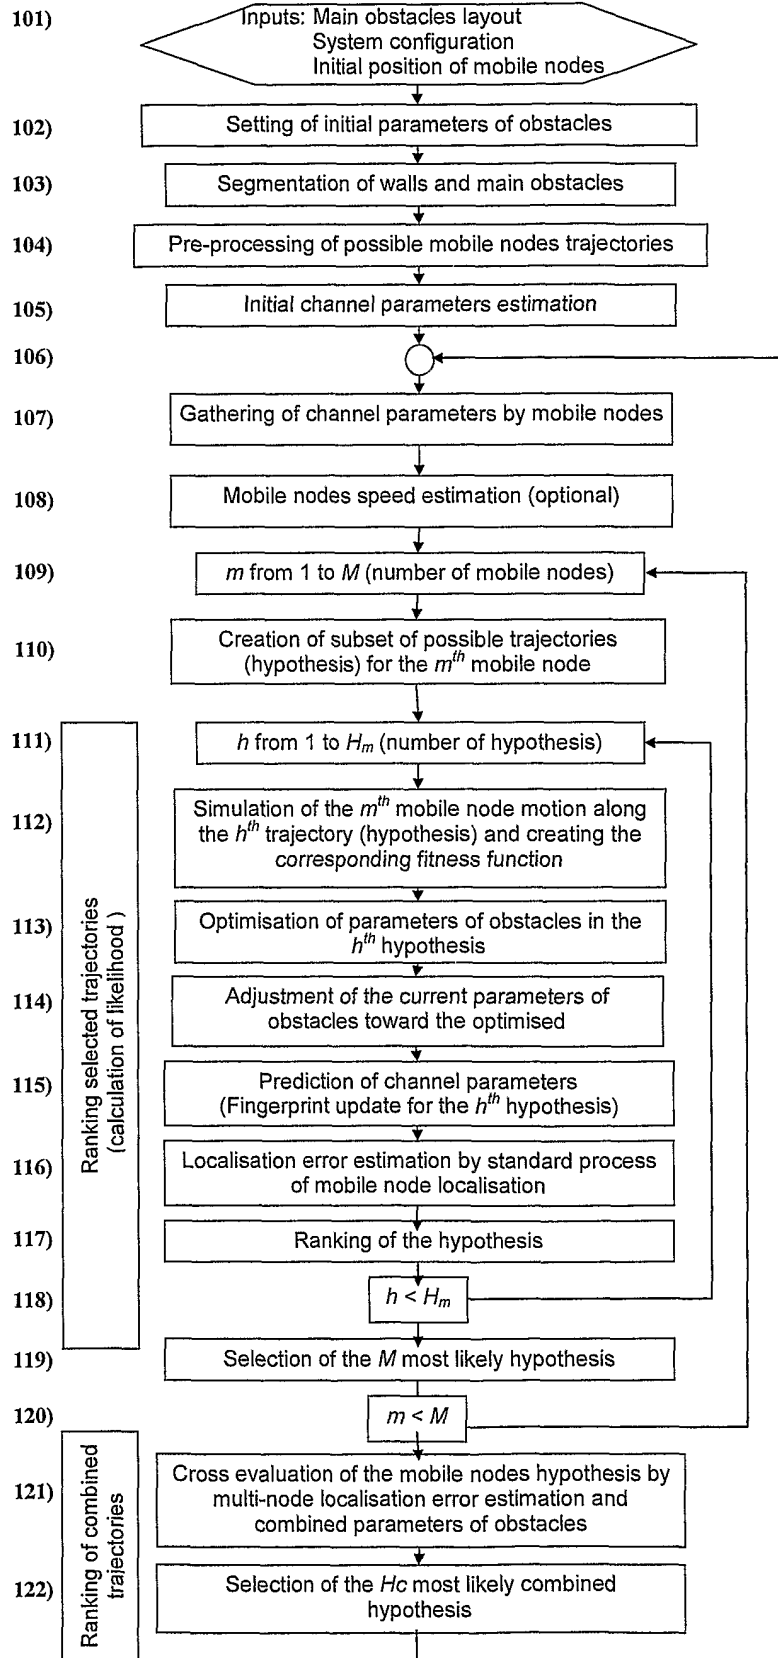 101)
Inputs: Main obstacles layout
System configuration
Initial position of mobile nodes
102)
Setting of initial parameters of obstacles
103)
Segmentation of walls and main obstacles
104)
Pre-processing of possible mobile nodes trajectories
105)
Initial channel parameters estimation
106)
107)
Gathering of channel parameters by mobile nodes
108)
Mobile nodes speed estimation (optional)
109)
m from 1 to M (number of mobile nodes)
110)
Creation of subset of possible trajectories
(hypothesis) for the m^th mobile node
Ranking selected trajectories
(calculation of likelihood )
111)
h from 1 to H_m (number of hypothesis)
112)
Simulation of the m^th mobile node motion along
the h^th trajectory (hypothesis) and creating the
corresponding fitness function
113)
Optimisation of parameters of obstacles in the
h^th hypothesis
114)
Adjustment of the current parameters of
obstacles toward the optimised
115)
Prediction of channel parameters
(Fingerprint update for the h^th hypothesis)
116)
Localisation error estimation by standard process
of mobile node localisation
117)
Ranking of the hypothesis
118)
h < H_m
119)
Selection of the M most likely hypothesis
120)
m < M
Ranking of combined
trajectories
121)
Cross evaluation of the mobile nodes hypothesis by
multi-node localisation error estimation and
combined parameters of obstacles
122)
Selection of the Hc most likely combined
hypothesis